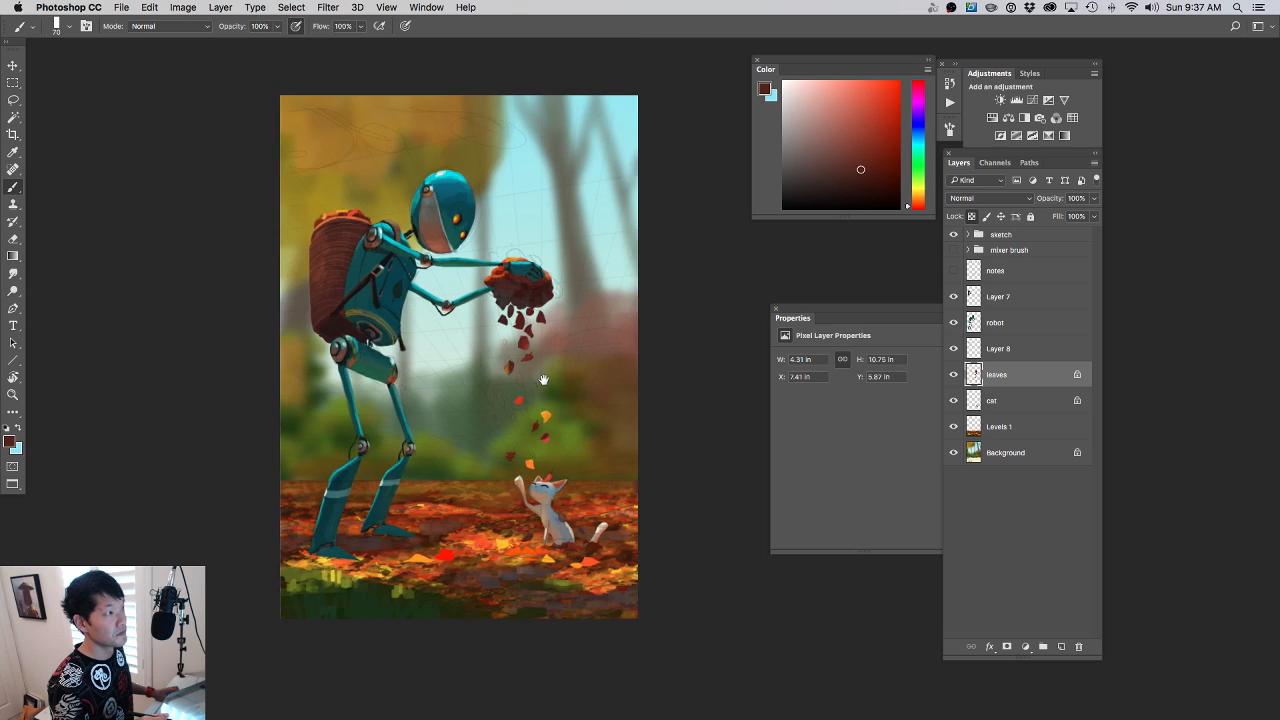 Photoshop CC File Edit Image Layer Type Select Filter 3D View Window Help Sun 9:37 AM
70 Mode: Normal Opacity: 100% Flow: 100%
Color
Adjustments Styles
Add an adjustment
Layers Channels Paths
Kind
Normal Opacity: 100%
Lock: Fill: 100%
sketch
mixer brush
notes
Layer 7
robot
Layer 8
leaves
cat
Levels 1
Background
Properties
Pixel Layer Properties
W: 4.31 in H: 10.75 in
X: 7.41 in Y: 5.87 in
fx